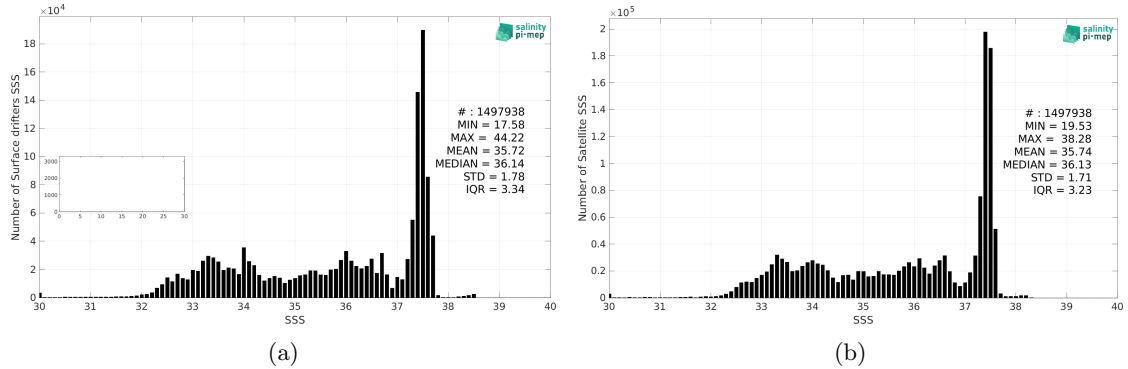 ×10⁴
18
16
14
12
10
8
6
4
2
0
Number of Surface drifters SSS
salinity
pi-mep
# : 1497938
MIN = 17.58
MAX = 44.22
MEAN = 35.72
MEDIAN = 36.14
STD = 1.78
IQR = 3.34
3000
2000
1000
0
0 5 10 15 20 25 30
30 31 32 33 34 35 36 37 38 39 40
SSS
(a)
×10⁵
2
1.8
1.6
1.4
1.2
1
0.8
0.6
0.4
0.2
0
Number of Satellite SSS
salinity
pi-mep
# : 1497938
MIN = 19.53
MAX = 38.28
MEAN = 35.74
MEDIAN = 36.13
STD = 1.71
IQR = 3.23
30 31 32 33 34 35 36 37 38 39 40
SSS
(b)